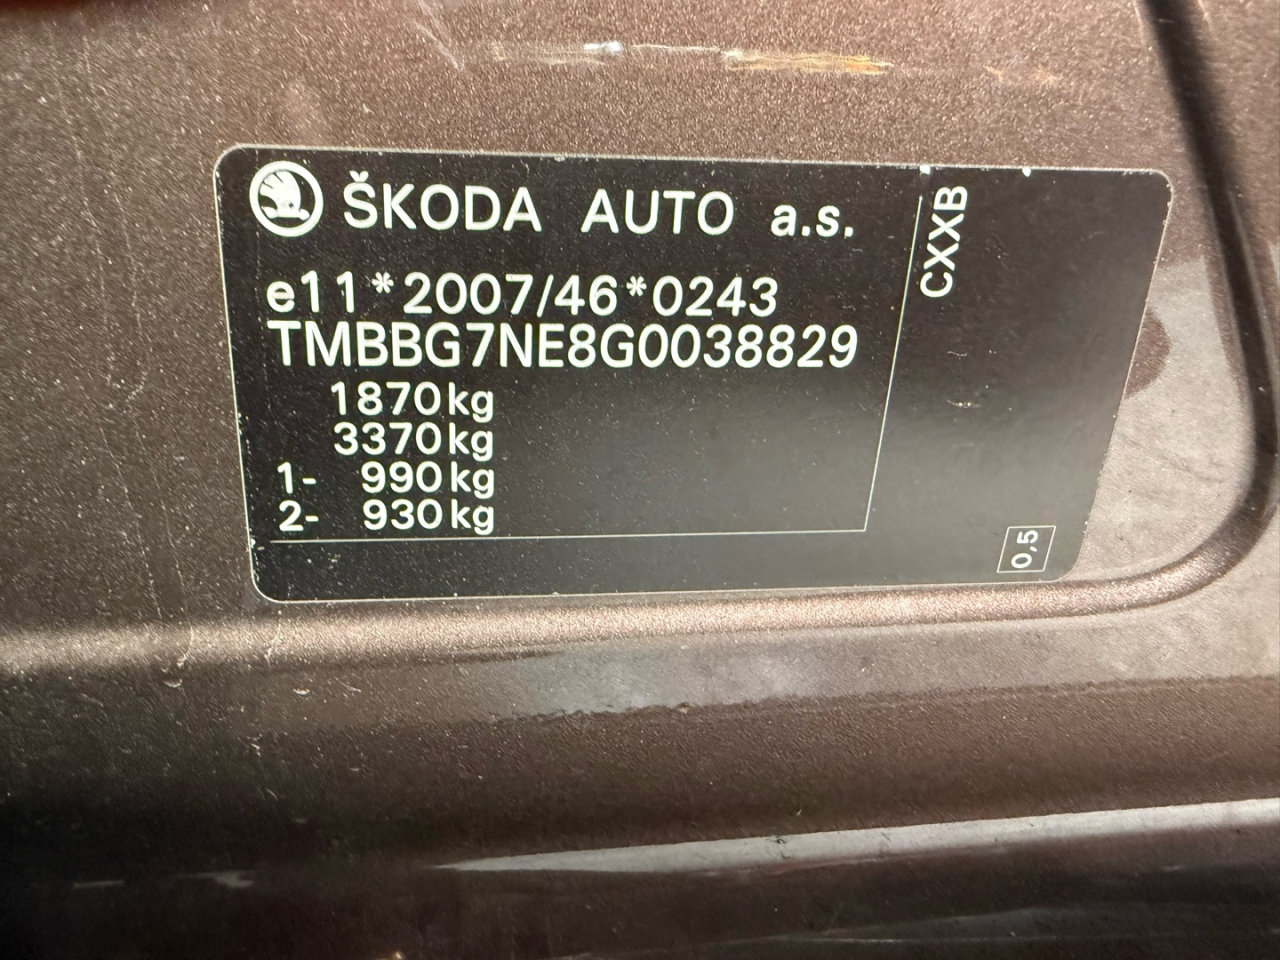 ŠKODA AUTO a.s.
e11*2007/46*0243
TMBBG7NE8G0038829
1870kg
3370kg
1- 990kg
2- 930kg
CXXB
0,5